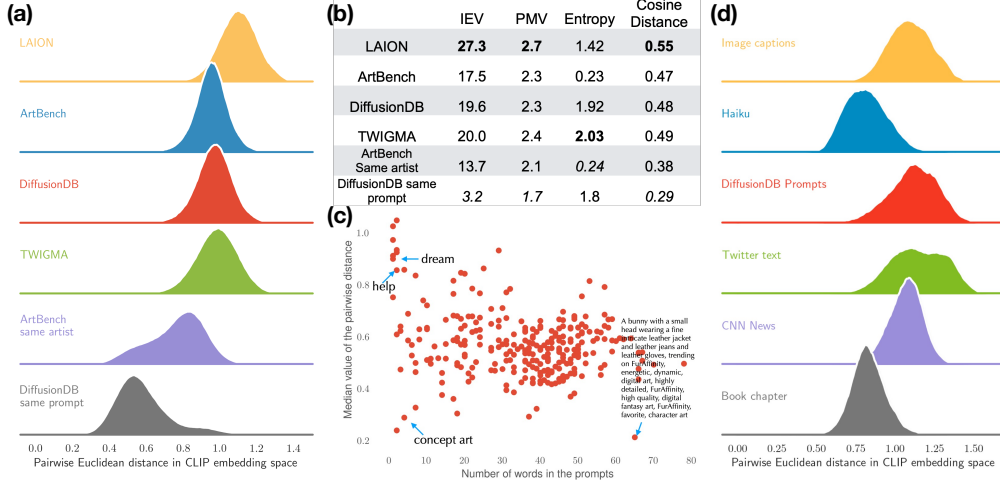 (a)
LAION
ArtBench
DiffusionDB
TWIGMA
ArtBench
same artist
DiffusionDB
same prompt
0.0 0.2 0.4 0.6 0.8 1.0 1.2 1.4
Pairwise Euclidean distance in CLIP embedding space
(b)
IEV PMV Entropy Cosine Distance
LAION 27.3 2.7 1.42 0.55
ArtBench 17.5 2.3 0.23 0.47
DiffusionDB 19.6 2.3 1.92 0.48
TWIGMA 20.0 2.4 2.03 0.49
ArtBench Same artist 13.7 2.1 0.24 0.38
DiffusionDB same prompt 3.2 1.7 1.8 0.29
(c)
Median value of the pairwise distance
1.0
0.8
0.6
0.4
0.2
dream
help
concept art
A bunny with a small
head wearing a fine
intricate leather jacket
and leather jeans and
leather gloves, trending
on FurAffinity,
energetic, dynamic,
digital art, highly
detailed, FurAffinity,
high quality, digital
fantasy art, FurAffinity,
favorite, character art
0 10 20 30 40 50 60 70 80
Number of words in the prompts
(d)
Image captions
Haiku
DiffusionDB Prompts
Twitter text
CNN News
Book chapter
0.00 0.25 0.50 0.75 1.00 1.25 1.50
Pairwise Euclidean distance in CLIP embedding space